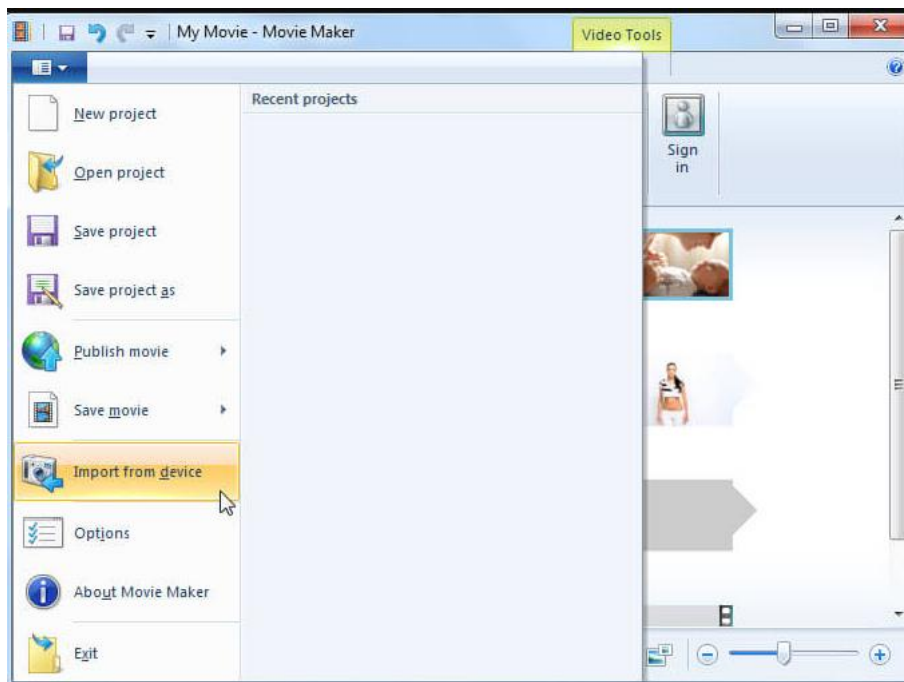 My Movie - Movie Maker
Video Tools
New project
Recent projects
Open project
Save project
Save project as
Publish movie
Save movie
Import from device
Options
About Movie Maker
Exit
Sign
in